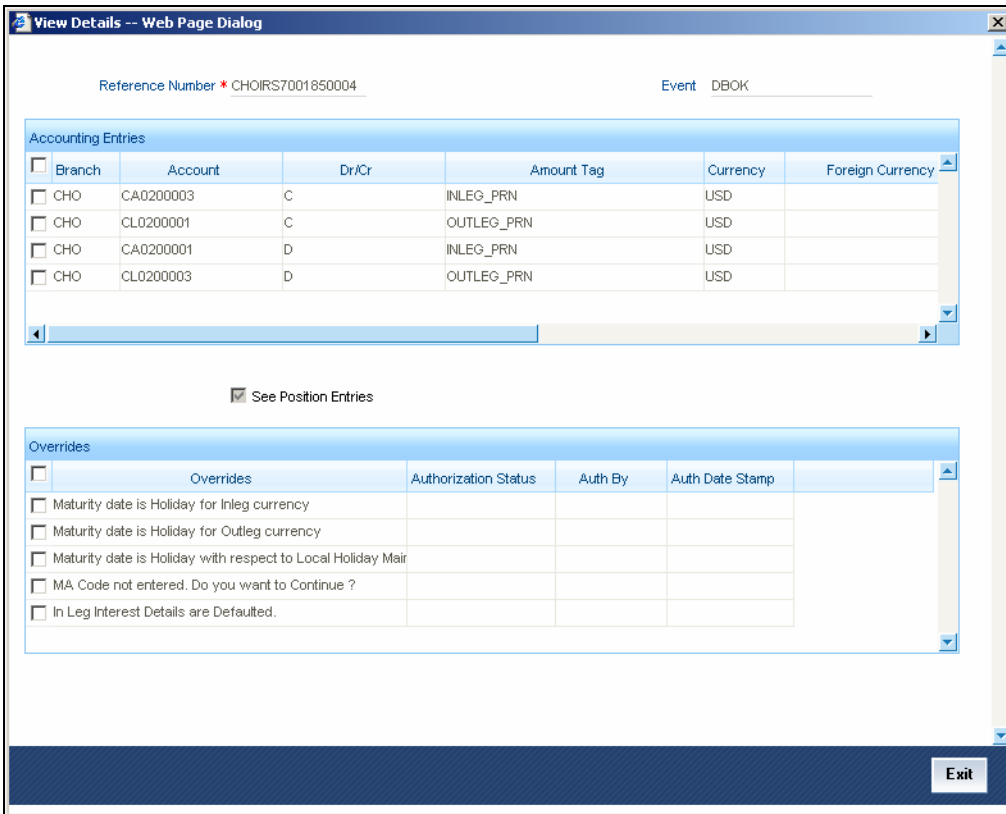 View Details -- Web Page Dialog
Reference Number * CHOIRS7001850004 Event DBOK
Accounting Entries
Branch Account Dr/Cr Amount Tag Currency Foreign Currency
CHO CA0200003 C INLEG_PRN USD
CHO CL0200001 C OUTLEG_PRN USD
CHO CA0200001 D INLEG_PRN USD
CHO CL0200003 D OUTLEG_PRN USD
See Position Entries
Overrides
Overrides Authorization Status Auth By Auth Date Stamp
Maturity date is Holiday for Inleg currency
Maturity date is Holiday for Outleg currency
Maturity date is Holiday with respect to Local Holiday Mair
MA Code not entered. Do you want to Continue ?
In Leg Interest Details are Defaulted.
Exit